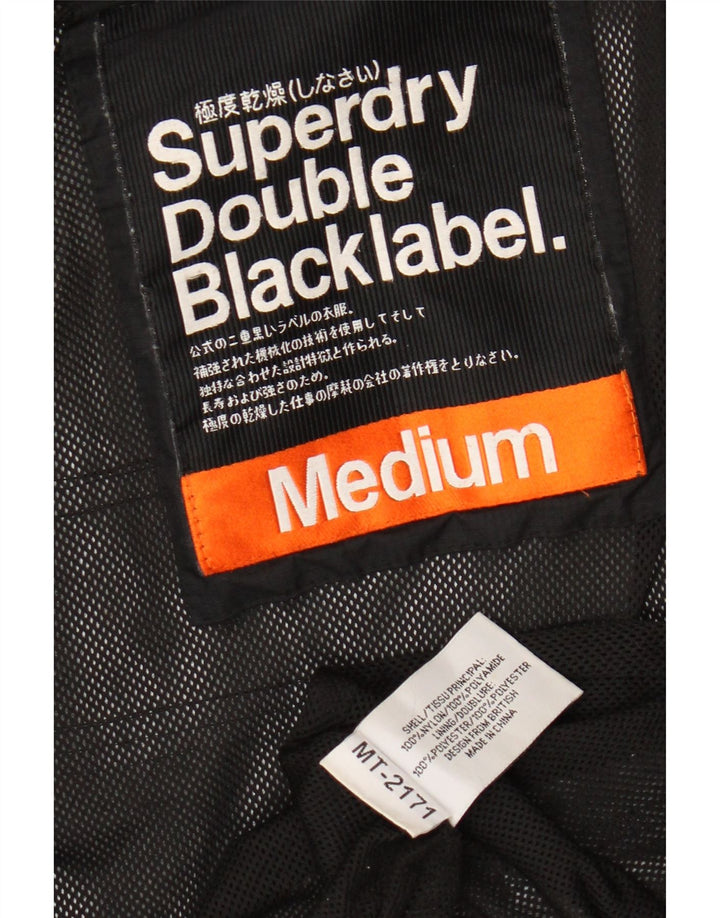 極度乾燥(しなさい)
Superdry
Double
Blacklabel.
公式の二重黒いラベルの衣服。
補強された機械化の技術を使用してそして
独特な合わせた設計特徴と作られる。
長寿および強さのため。
極度の乾燥した仕事の摩耗の会社の著作権をとりなさい。
Medium
SHELL/TISSU PRINCIPAL:
100%NYLON/100%POLYAMIDE
LINING/DOUBLURE:
100%POLYESTER/100%POLYESTER
DESIGN FROM BRITISH
MADE IN CHINA
MT-2171